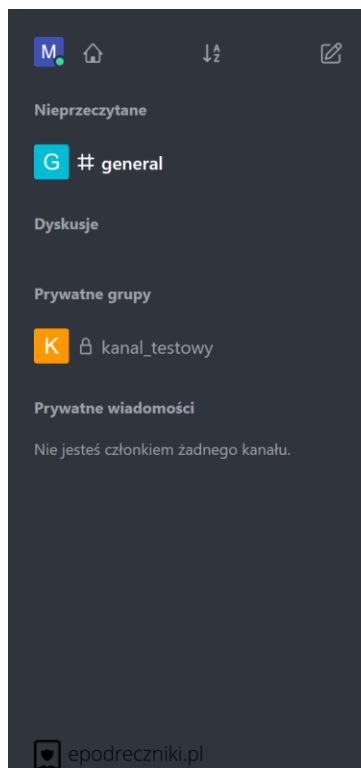 M
Nieprzeczytane
G # general
Dyskusje
Prywatne grupy
K kanal_testowy
Prywatne wiadomości
Nie jesteś członkiem żadnego kanału.
epodreczniki.pl